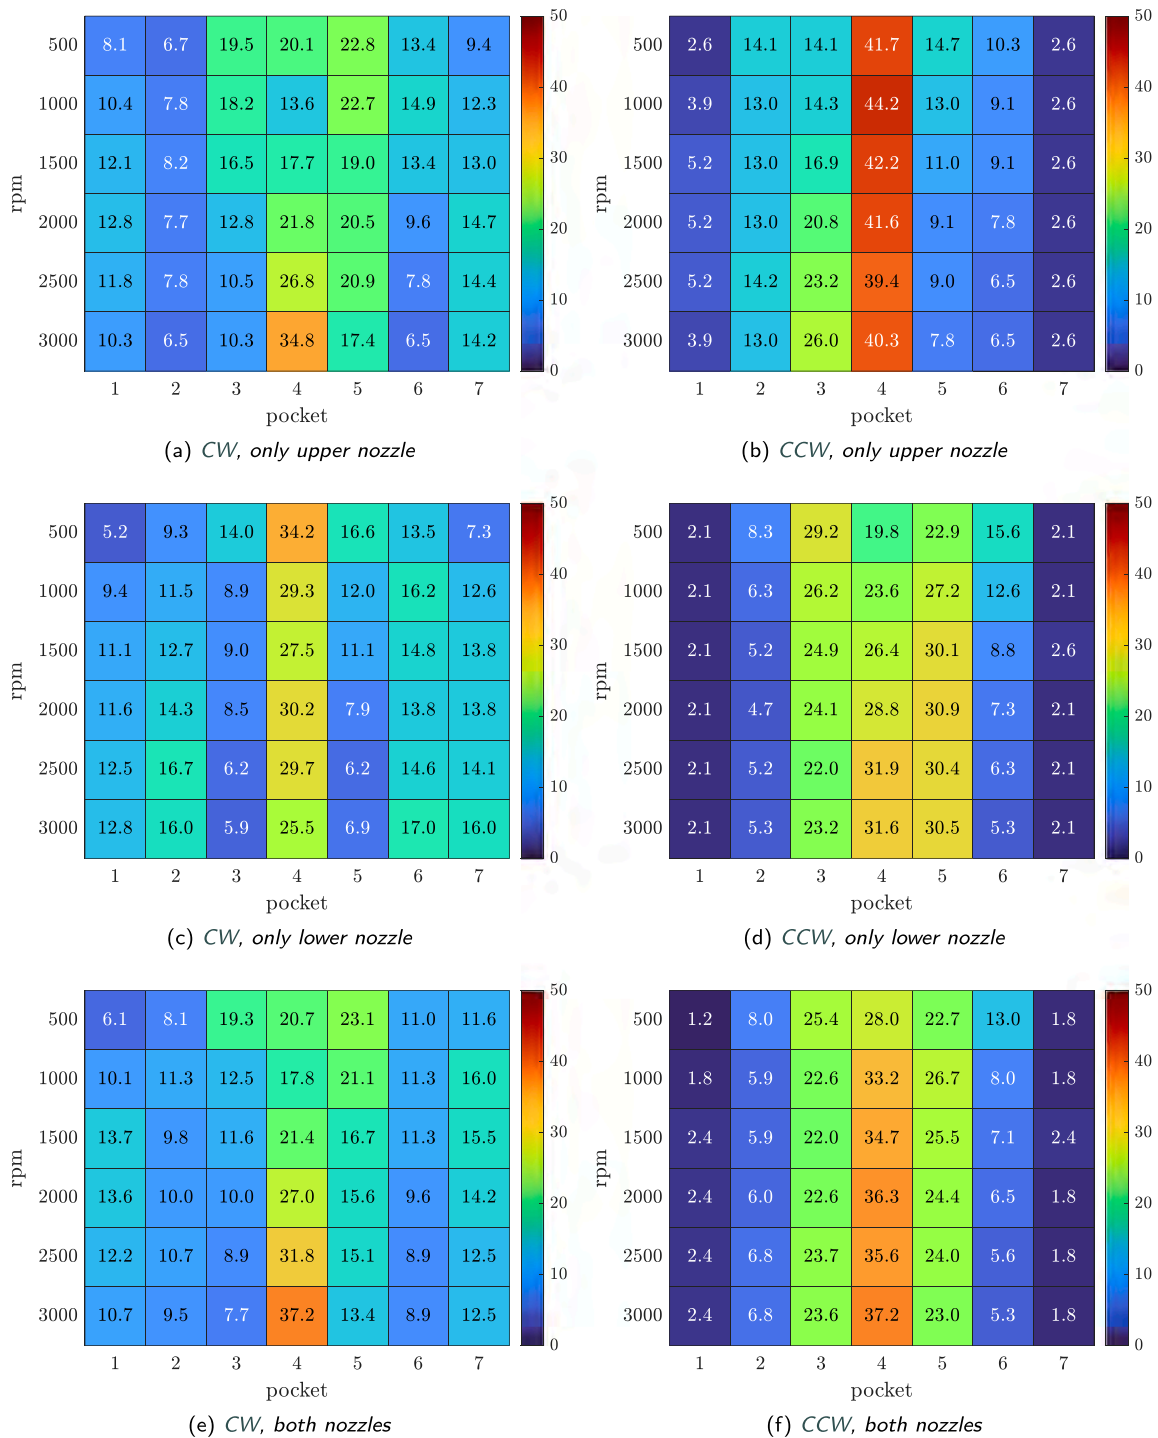 50
500 8.1 6.7 19.5 20.1 22.8 13.4 9.4
1000 10.4 7.8 18.2 13.6 22.7 14.9 12.3
40
1500 12.1 8.2 16.5 17.7 19.0 13.4 13.0
30
rpm
2000 12.8 7.7 12.8 21.8 20.5 9.6 14.7
20
2500 11.8 7.8 10.5 26.8 20.9 7.8 14.4
10
3000 10.3 6.5 10.3 34.8 17.4 6.5 14.2
0
1 2 3 4 5 6 7
pocket
(a) CW, only upper nozzle
50
500 2.6 14.1 14.1 41.7 14.7 10.3 2.6
1000 3.9 13.0 14.3 44.2 13.0 9.1 2.6
40
1500 5.2 13.0 16.9 42.2 11.0 9.1 2.6
30
rpm
2000 5.2 13.0 20.8 41.6 9.1 7.8 2.6
20
2500 5.2 14.2 23.2 39.4 9.0 6.5 2.6
10
3000 3.9 13.0 26.0 40.3 7.8 6.5 2.6
0
1 2 3 4 5 6 7
pocket
(b) CCW, only upper nozzle
50
500 5.2 9.3 14.0 34.2 16.6 13.5 7.3
1000 9.4 11.5 8.9 29.3 12.0 16.2 12.6
40
1500 11.1 12.7 9.0 27.5 11.1 14.8 13.8
30
rpm
2000 11.6 14.3 8.5 30.2 7.9 13.8 13.8
20
2500 12.5 16.7 6.2 29.7 6.2 14.6 14.1
10
3000 12.8 16.0 5.9 25.5 6.9 17.0 16.0
0
1 2 3 4 5 6 7
pocket
(c) CW, only lower nozzle
50
500 2.1 8.3 29.2 19.8 22.9 15.6 2.1
1000 2.1 6.3 26.2 23.6 27.2 12.6 2.1
40
1500 2.1 5.2 24.9 26.4 30.1 8.8 2.6
30
rpm
2000 2.1 4.7 24.1 28.8 30.9 7.3 2.1
20
2500 2.1 5.2 22.0 31.9 30.4 6.3 2.1
10
3000 2.1 5.3 23.2 31.6 30.5 5.3 2.1
0
1 2 3 4 5 6 7
pocket
(d) CCW, only lower nozzle
50
500 6.1 8.1 19.3 20.7 23.1 11.0 11.6
1000 10.1 11.3 12.5 17.8 21.1 11.3 16.0
40
1500 13.7 9.8 11.6 21.4 16.7 11.3 15.5
30
rpm
2000 13.6 10.0 10.0 27.0 15.6 9.6 14.2
20
2500 12.2 10.7 8.9 31.8 15.1 8.9 12.5
10
3000 10.7 9.5 7.7 37.2 13.4 8.9 12.5
0
1 2 3 4 5 6 7
pocket
(e) CW, both nozzles
50
500 1.2 8.0 25.4 28.0 22.7 13.0 1.8
1000 1.8 5.9 22.6 33.2 26.7 8.0 1.8
40
1500 2.4 5.9 22.0 34.7 25.5 7.1 2.4
30
rpm
2000 2.4 6.0 22.6 36.3 24.4 6.5 1.8
20
2500 2.4 6.8 23.7 35.6 24.0 5.6 1.8
10
3000 2.4 6.8 23.6 37.2 23.0 5.3 1.8
0
1 2 3 4 5 6 7
pocket
(f) CCW, both nozzles